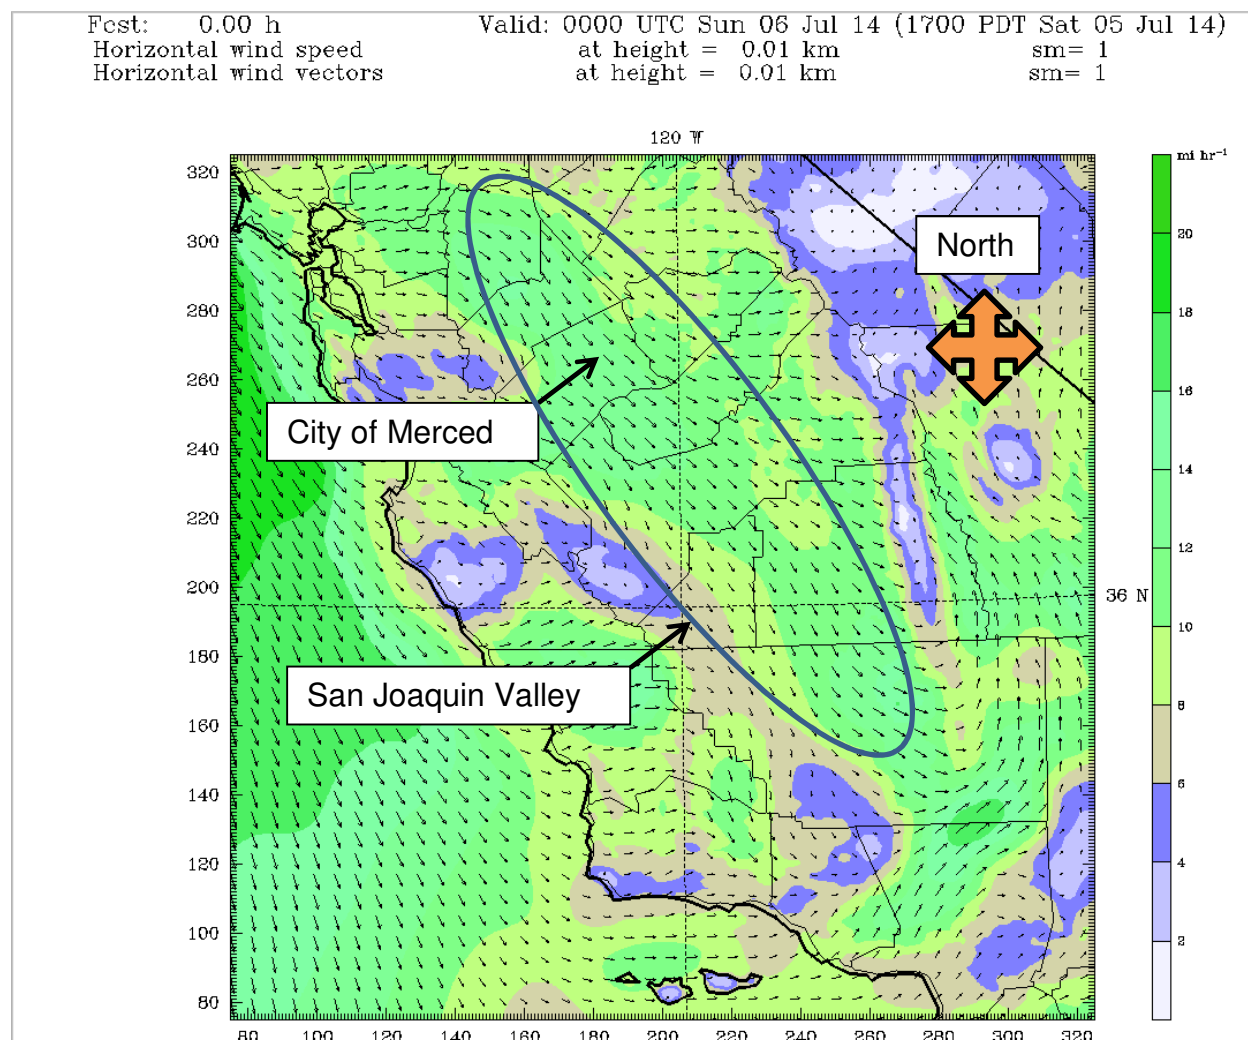 Fcst: 0.00 h Valid: 0000 UTC Sun 06 Jul 14 (1700 PDT Sat 05 Jul 14)
Horizontal wind speed at height = 0.01 km sm= 1
Horizontal wind vectors at height = 0.01 km sm= 1
120 W
mi hr⁻¹
320
300
280
260
240
220
200
180
160
140
120
100
80
North
City of Merced
San Joaquin Valley
36 N
20
18
16
14
12
10
8
6
4
2
80 100 120 140 160 180 200 220 240 260 280 300 320